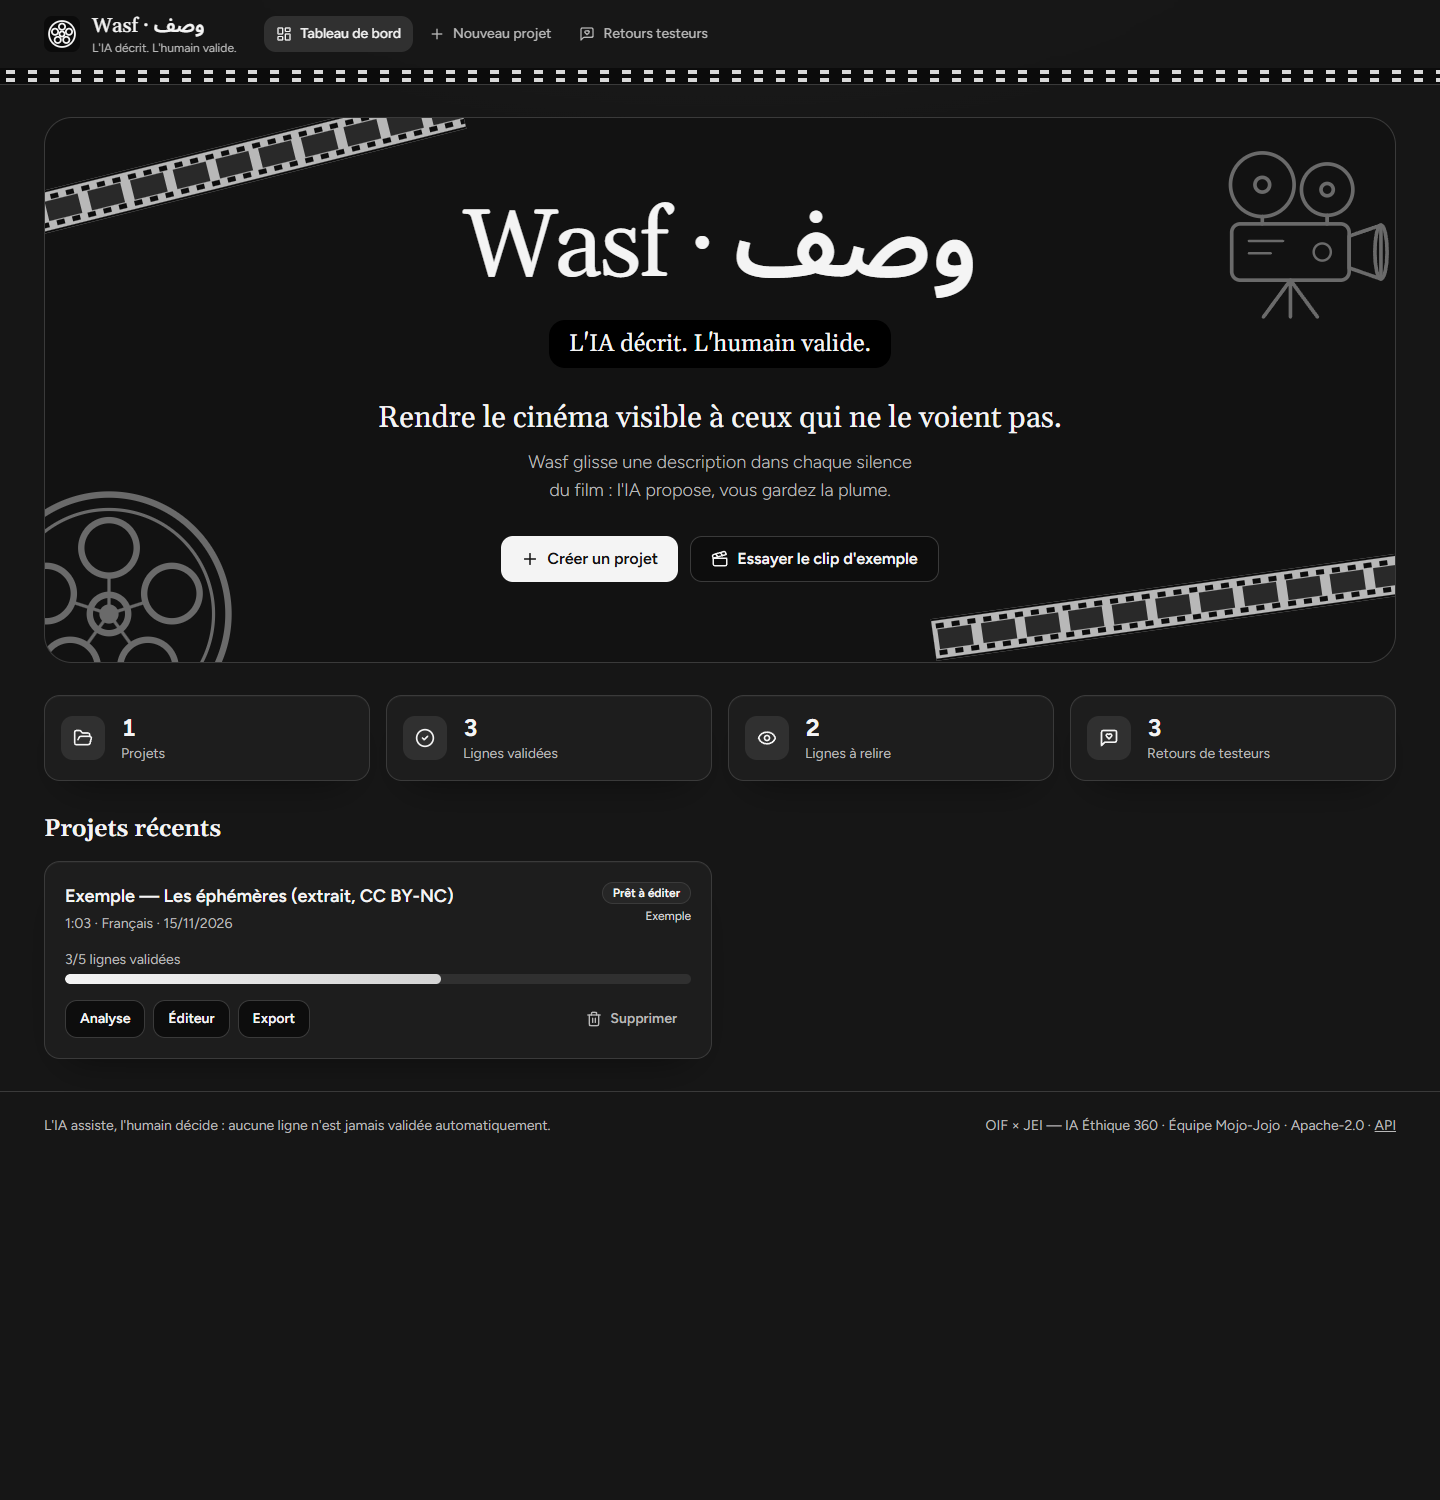 Wasf · وصف
L'IA décrit. L'humain valide.
Tableau de bord
Nouveau projet
Retours testeurs
Wasf · وصف
L'IA décrit. L'humain valide.
Rendre le cinéma visible à ceux qui ne le voient pas.
Wasf glisse une description dans chaque silence
du film : l'IA propose, vous gardez la plume.
Créer un projet
Essayer le clip d'exemple
1
Projets
3
Lignes validées
2
Lignes à relire
3
Retours de testeurs
Projets récents
Exemple — Les éphémères (extrait, CC BY-NC)
Prêt à éditer
1:03 · Français · 15/11/2026
Exemple
3/5 lignes validées
Analyse
Éditeur
Export
Supprimer
L'IA assiste, l'humain décide : aucune ligne n'est jamais validée automatiquement.
OIF × JEI — IA Éthique 360 · Équipe Mojo-Jojo · Apache-2.0 · API